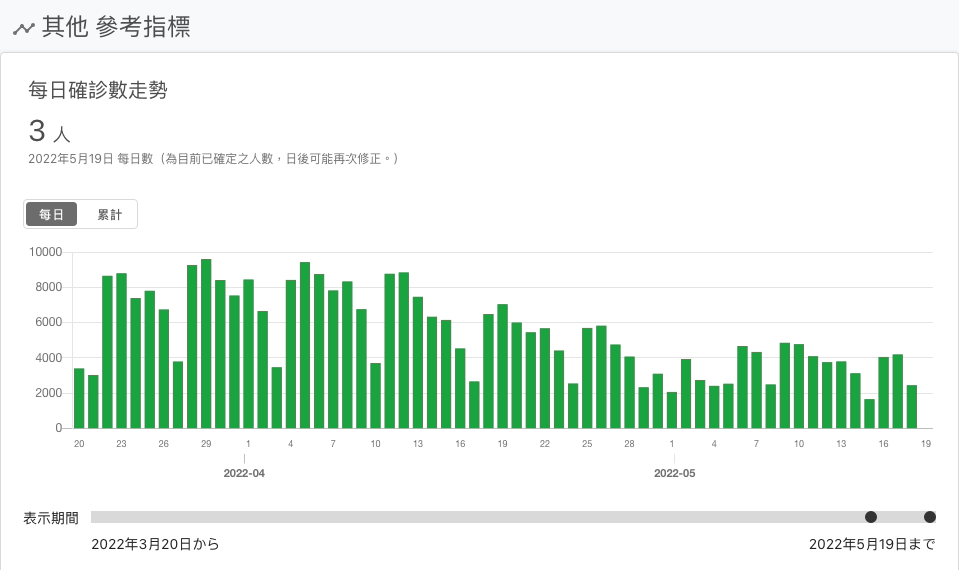 其他 參考指標
每日確診數走勢
3 人
2022年5月19日 每日數（為目前已確定之人數，日後可能再次修正。）
每日 累計
10000
8000
6000
4000
2000
0
20 23 26 29 1 4 7 10 13 16 19 22 25 28 1 4 7 10 13 16 19
2022-04 2022-05
表示期間
2022年3月20日から 2022年5月19日まで